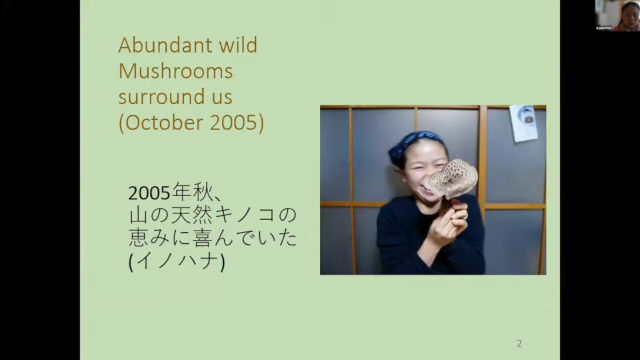 Abundant wild
Mushrooms
surround us
(October 2005)
2005年秋、
山の天然キノコの
恵みに喜んでいた
(イノハナ)
2